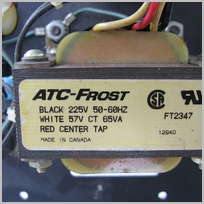 ATC-FROST
BLACK 225V 50-60HZ
WHITE 57V CT 65VA
RED CENTER TAP
MADE IN CANADA
FT2347
12940